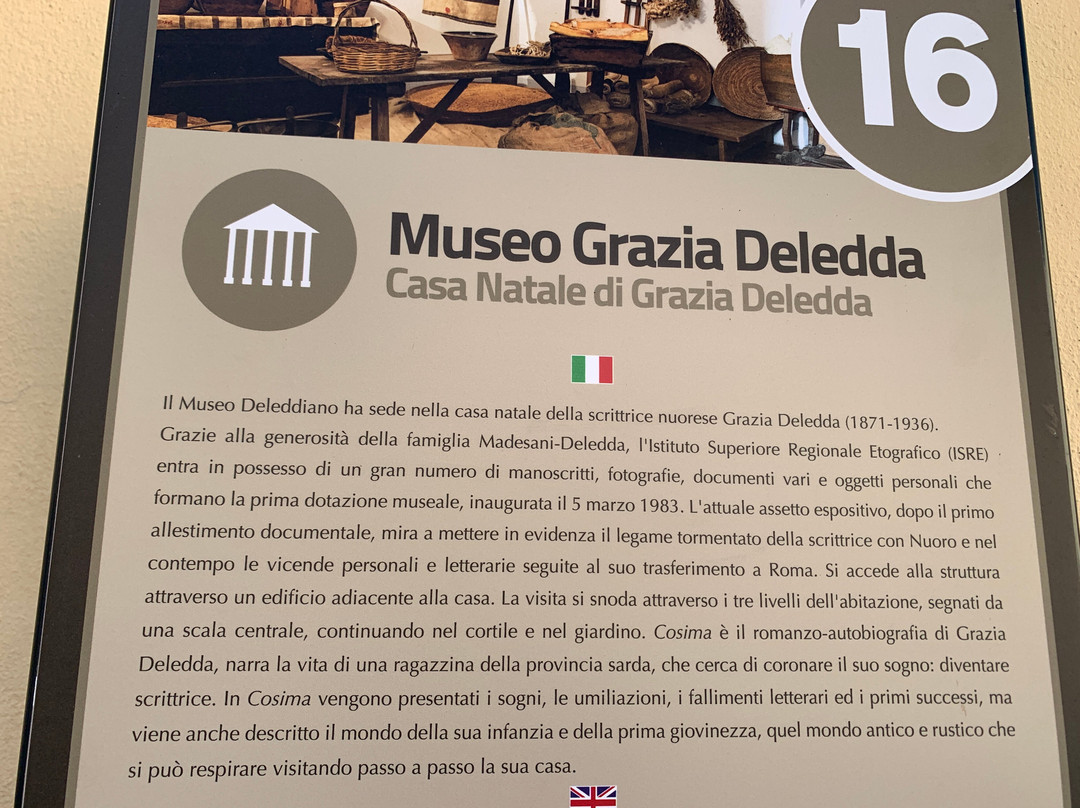 16
Museo Grazia Deledda
Casa Natale di Grazia Deledda
Il Museo Deleddiano ha sede nella casa natale della scrittrice nuorese Grazia Deledda (1871-1936).
Grazie alla generosità della famiglia Madesani-Deledda, l'Istituto Superiore Regionale Etografico (ISRE)
entra in possesso di un gran numero di manoscritti, fotografie, documenti vari e oggetti personali che
formano la prima dotazione museale, inaugurata il 5 marzo 1983. L'attuale assetto espositivo, dopo il primo
allestimento documentale, mira a mettere in evidenza il legame tormentato della scrittrice con Nuoro e nel
contempo le vicende personali e letterarie seguite al suo trasferimento a Roma. Si accede alla struttura
attraverso un edificio adiacente alla casa. La visita si snoda attraverso i tre livelli dell'abitazione, segnati da
una scala centrale, continuando nel cortile e nel giardino. Cosima è il romanzo-autobiografia di Grazia
Deledda, narra la vita di una ragazzina della provincia sarda, che cerca di coronare il suo sogno: diventare
scrittrice. In Cosima vengono presentati i sogni, le umiliazioni, i fallimenti letterari ed i primi successi, ma
viene anche descritto il mondo della sua infanzia e della prima giovinezza, quel mondo antico e rustico che
si può respirare visitando passo a passo la sua casa.